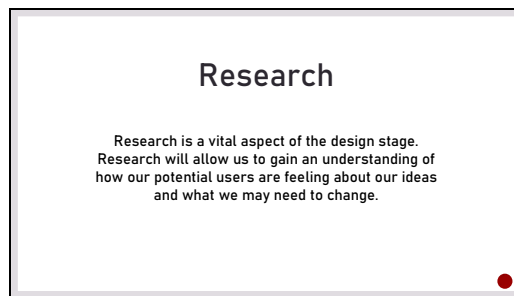 Research
Research is a vital aspect of the design stage.
Research will allow us to gain an understanding of
how our potential users are feeling about our ideas
and what we may need to change.